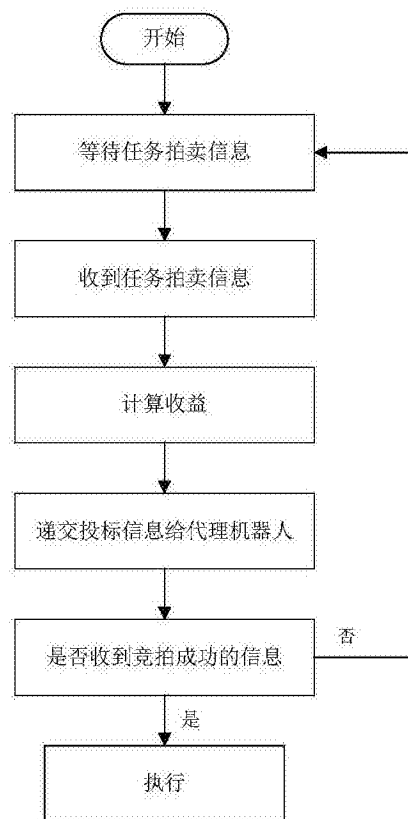 开始
等待任务拍卖信息
收到任务拍卖信息
计算收益
递交投标信息给代理机器人
是否收到竞拍成功的信息
否
是
执行